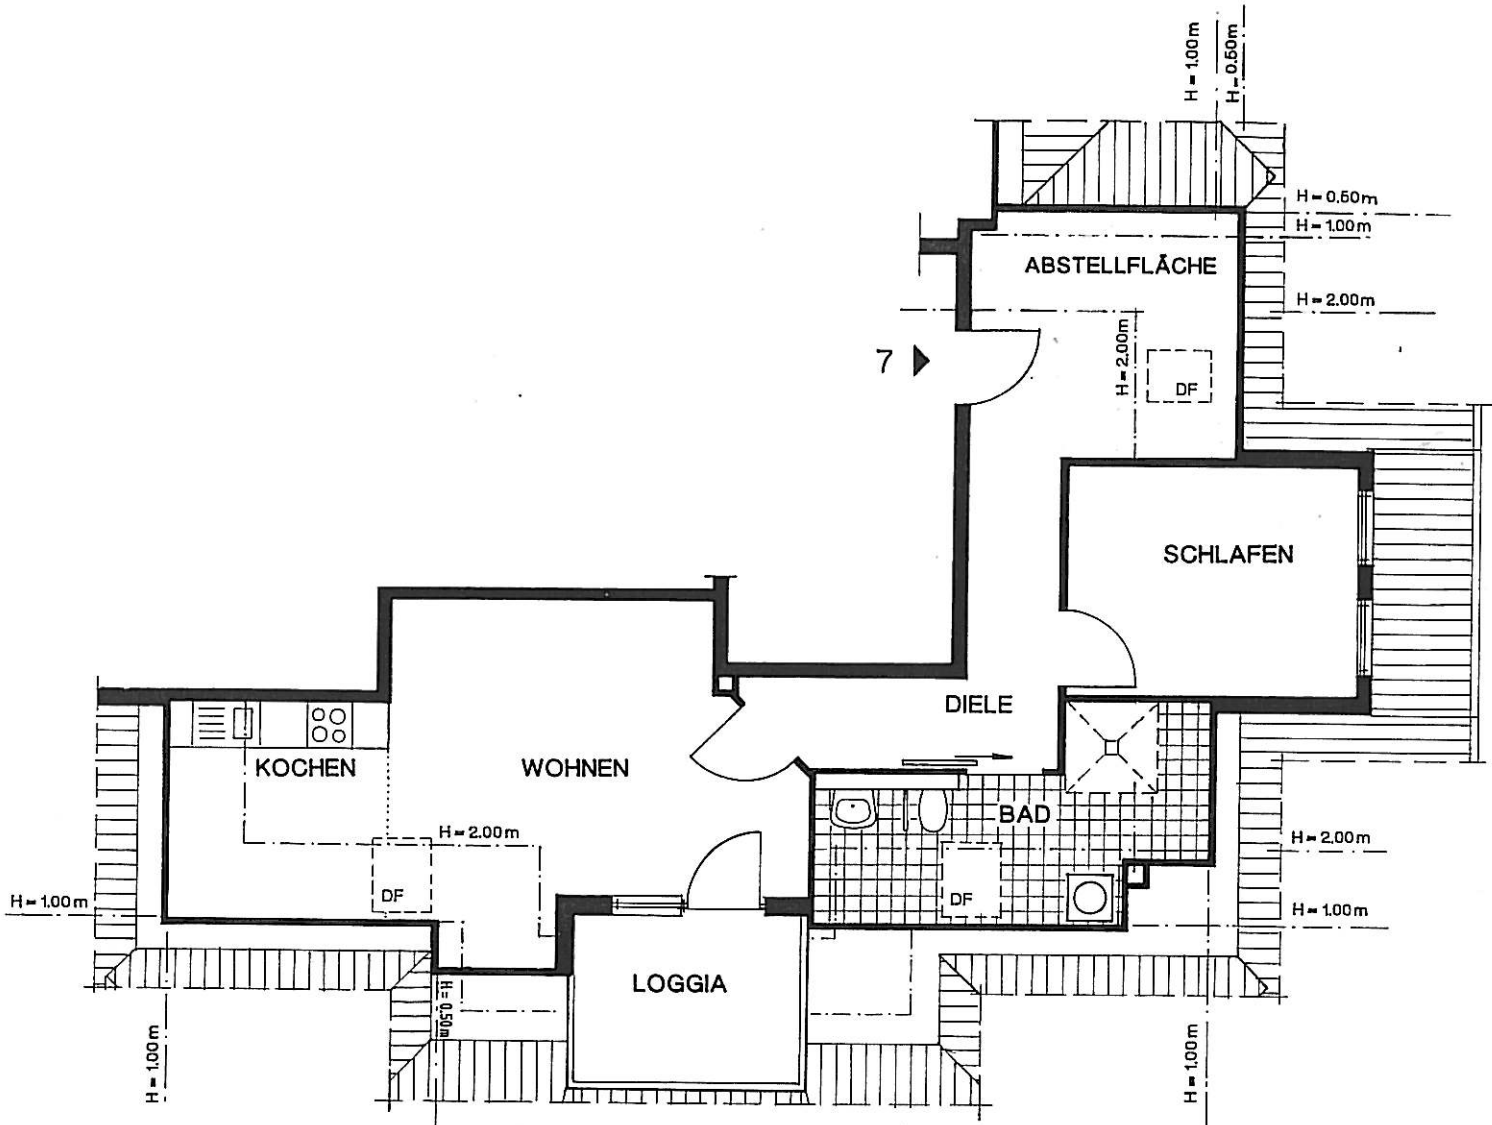 H = 1.00m
H = 0.50m
H = 0.50m
H = 1.00m
ABSTELLFLÄCHE
H = 2.00m
H = 2.00m
7
DF
SCHLAFEN
DIELE
KOCHEN
WOHNEN
BAD
H = 2.00m
H = 2.00m
DF
DF
H = 1.00m
H = 1.00m
LOGGIA
H = 0.50m
H = 1.00m
H = 1.00m